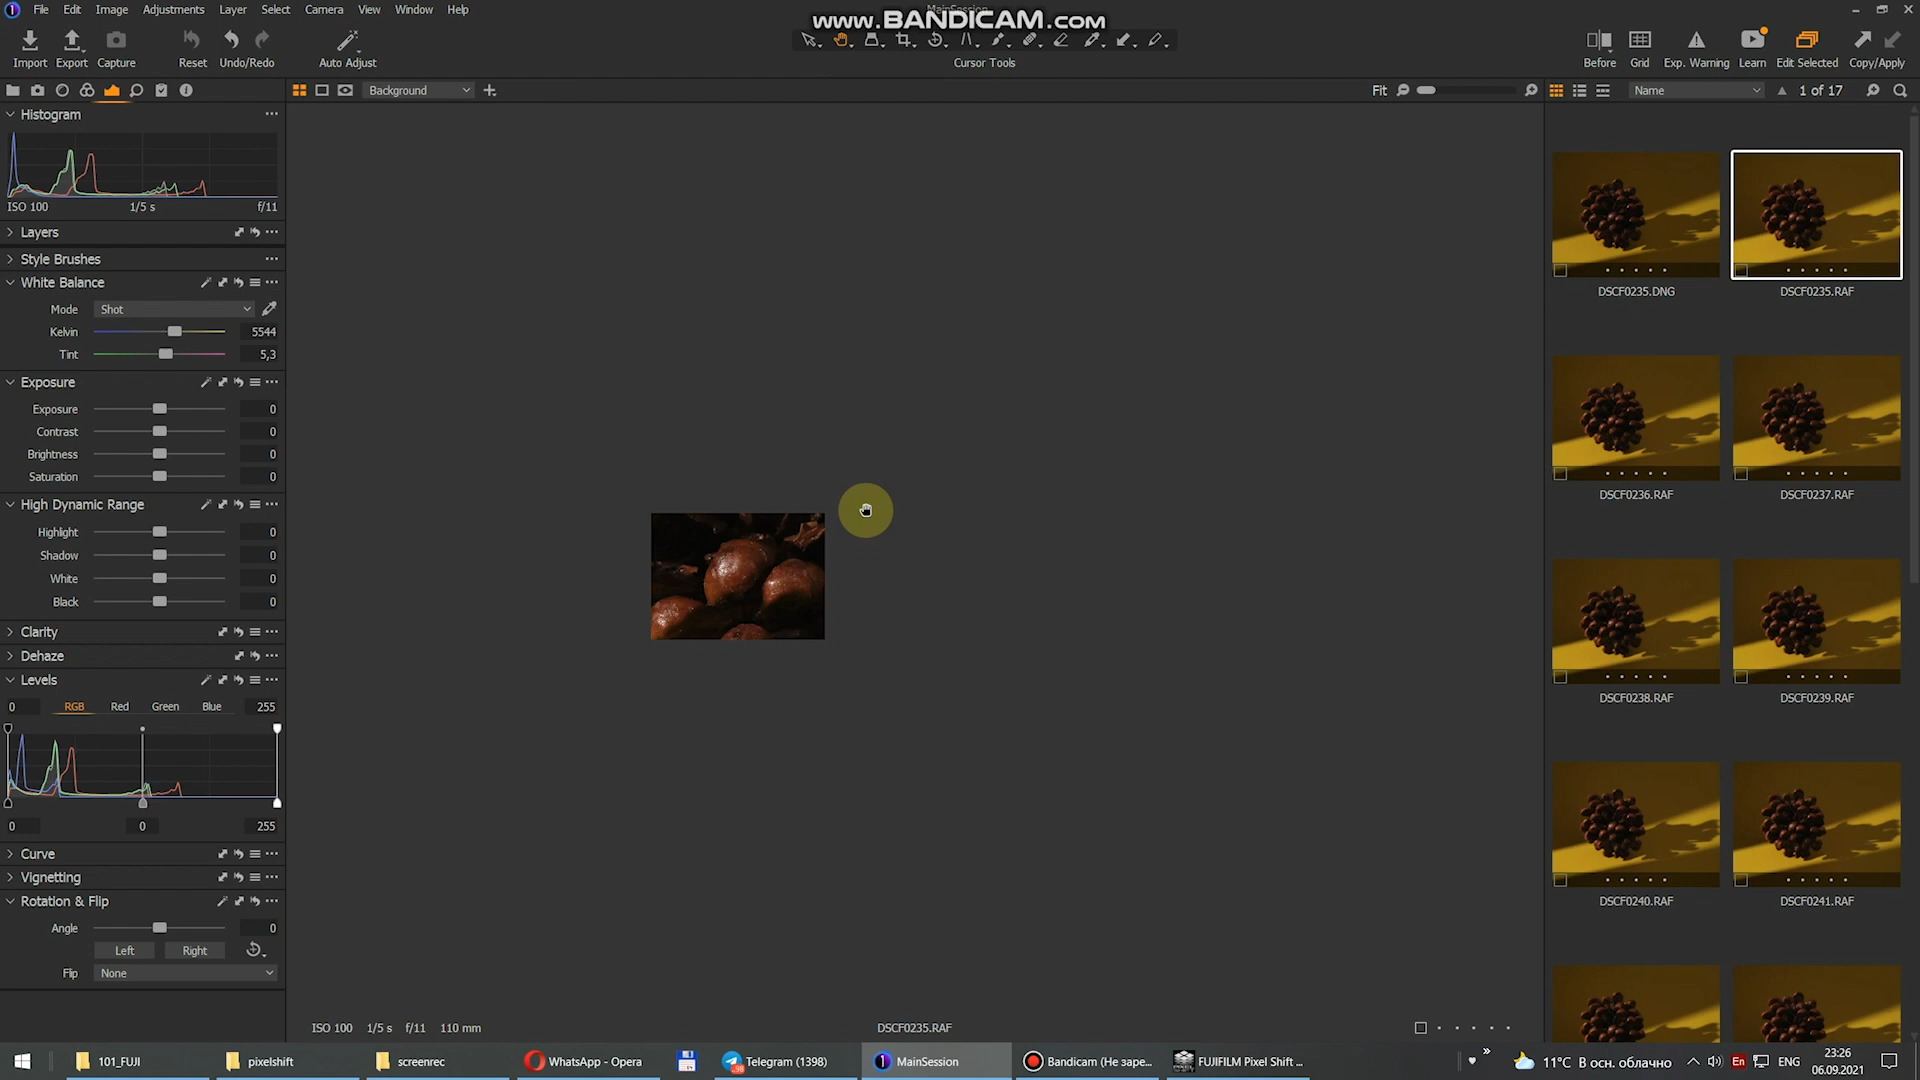 File Edit Image Adjustments Layer Select Camera View Window Help
www.BANDICAM.com
Import Export Capture Reset Undo/Redo Auto Adjust
Cursor Tools
Before Grid Exp. Warning Learn Edit Selected Copy/Apply
Background
Fit
Name
1 of 17
Histogram
ISO 100 1/5 s f/11
Layers
Style Brushes
White Balance
Mode Shot
Kelvin 5544
Tint 5,3
Exposure
Exposure 0
Contrast 0
Brightness 0
Saturation 0
High Dynamic Range
Highlight 0
Shadow 0
White 0
Black 0
Clarity
Dehaze
Levels
0 RGB Red Green Blue 255
0 0 255
Curve
Vignetting
Rotation & Flip
Angle 0
Left Right
Flip None
ISO 100 1/5 s f/11 110 mm
DSCF0235.RAF
DSCF0235.DNG DSCF0235.RAF
DSCF0236.RAF DSCF0237.RAF
DSCF0238.RAF DSCF0239.RAF
DSCF0240.RAF DSCF0241.RAF
101_FUJI pixelshift screenrec WhatsApp - Opera Telegram (1398) MainSession Bandicam (Не заре... FUJIFILM Pixel Shift ...
11°C В осн. облачно
En
ENG
23:26
06.09.2021